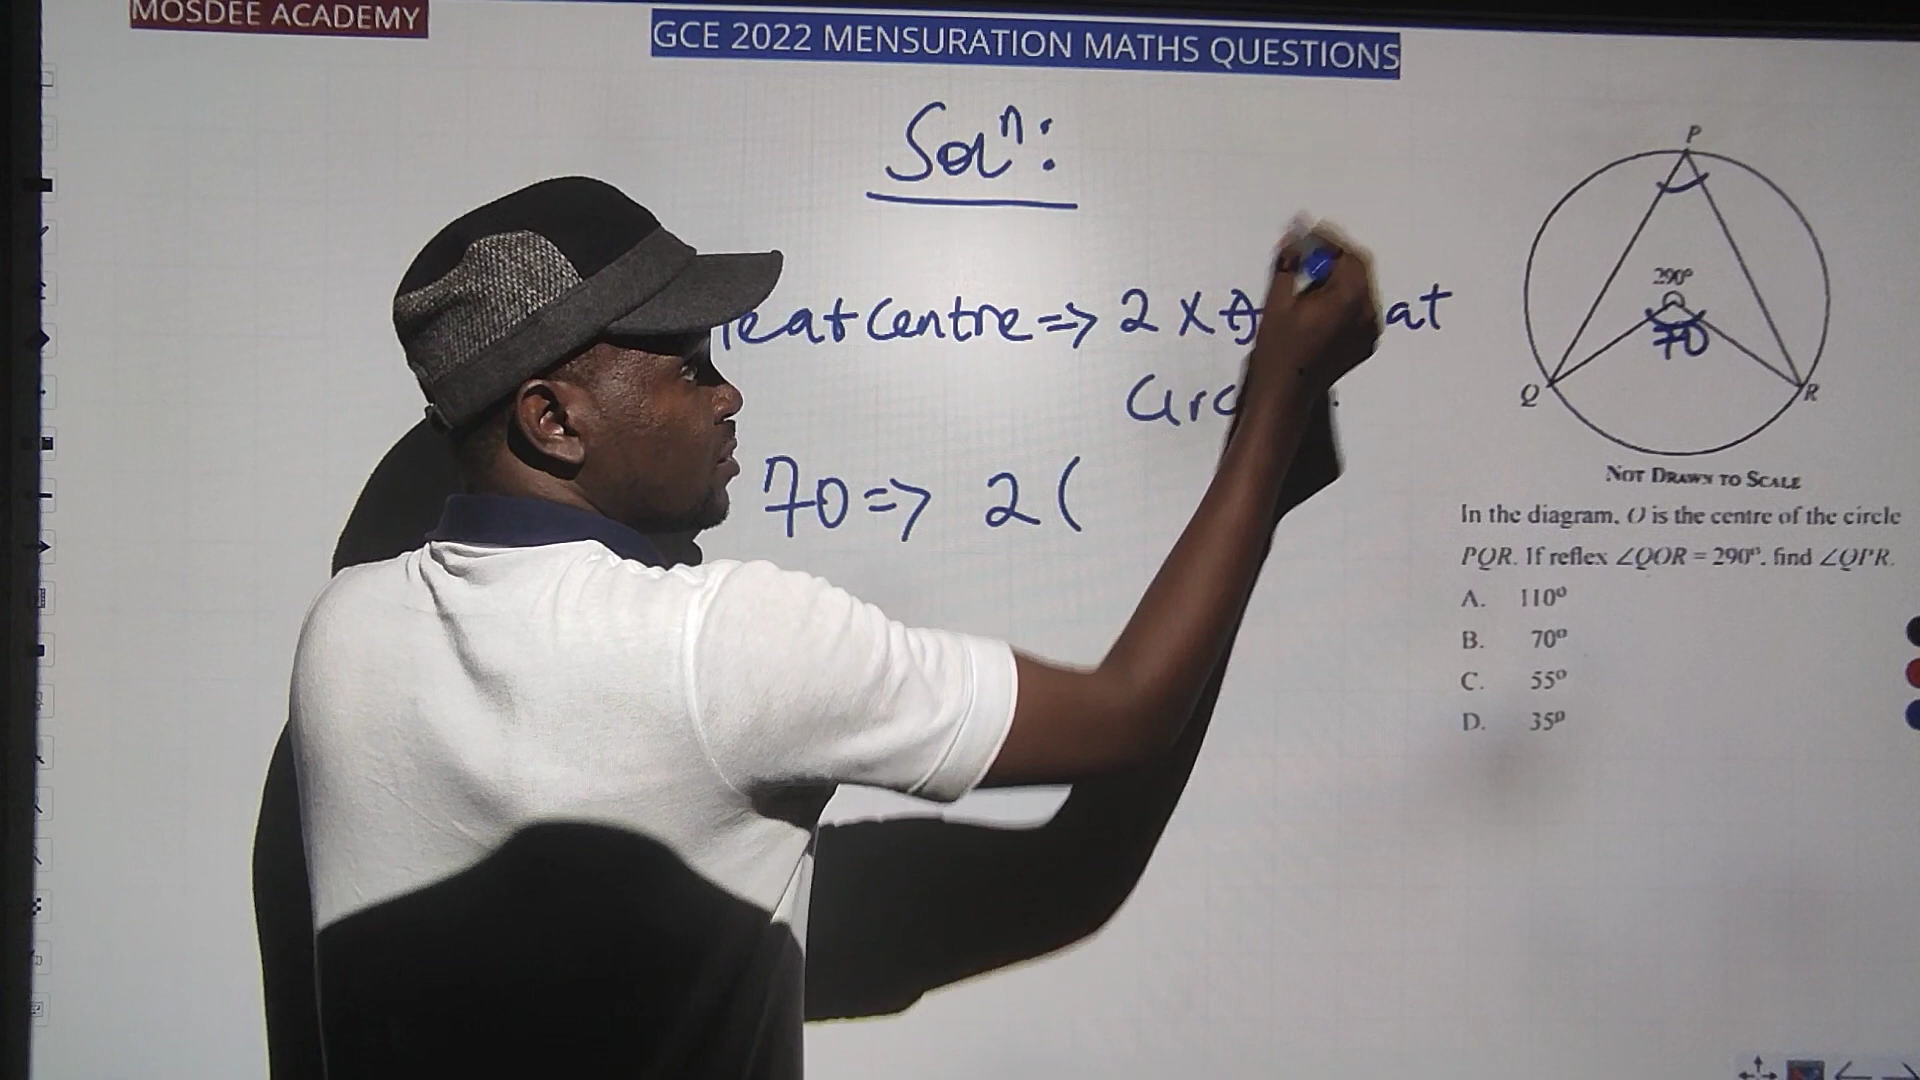 MOSDEE ACADEMY
GCE 2022 MENSURATION MATHS QUESTIONS
Solⁿ:
at Centre => 2 x at
70 => 2 (
P
290°
70
Q
R
NOT DRAWN TO SCALE
In the diagram, O is the centre of the circle
PQR. If reflex ∠QOR = 290°, find ∠QPR.
A. 110°
B. 70°
C. 55°
D. 35°